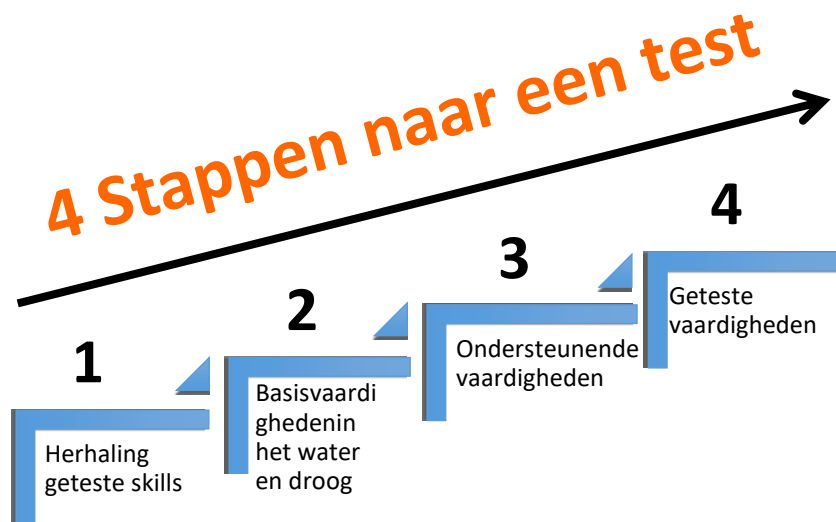 4 Stappen naar een test
1
Herhaling
geteste skills
2
Basisvaardi
ghedenin
het water
en droog
3
Ondersteunende
vaardigheden
4
Geteste
vaardigheden